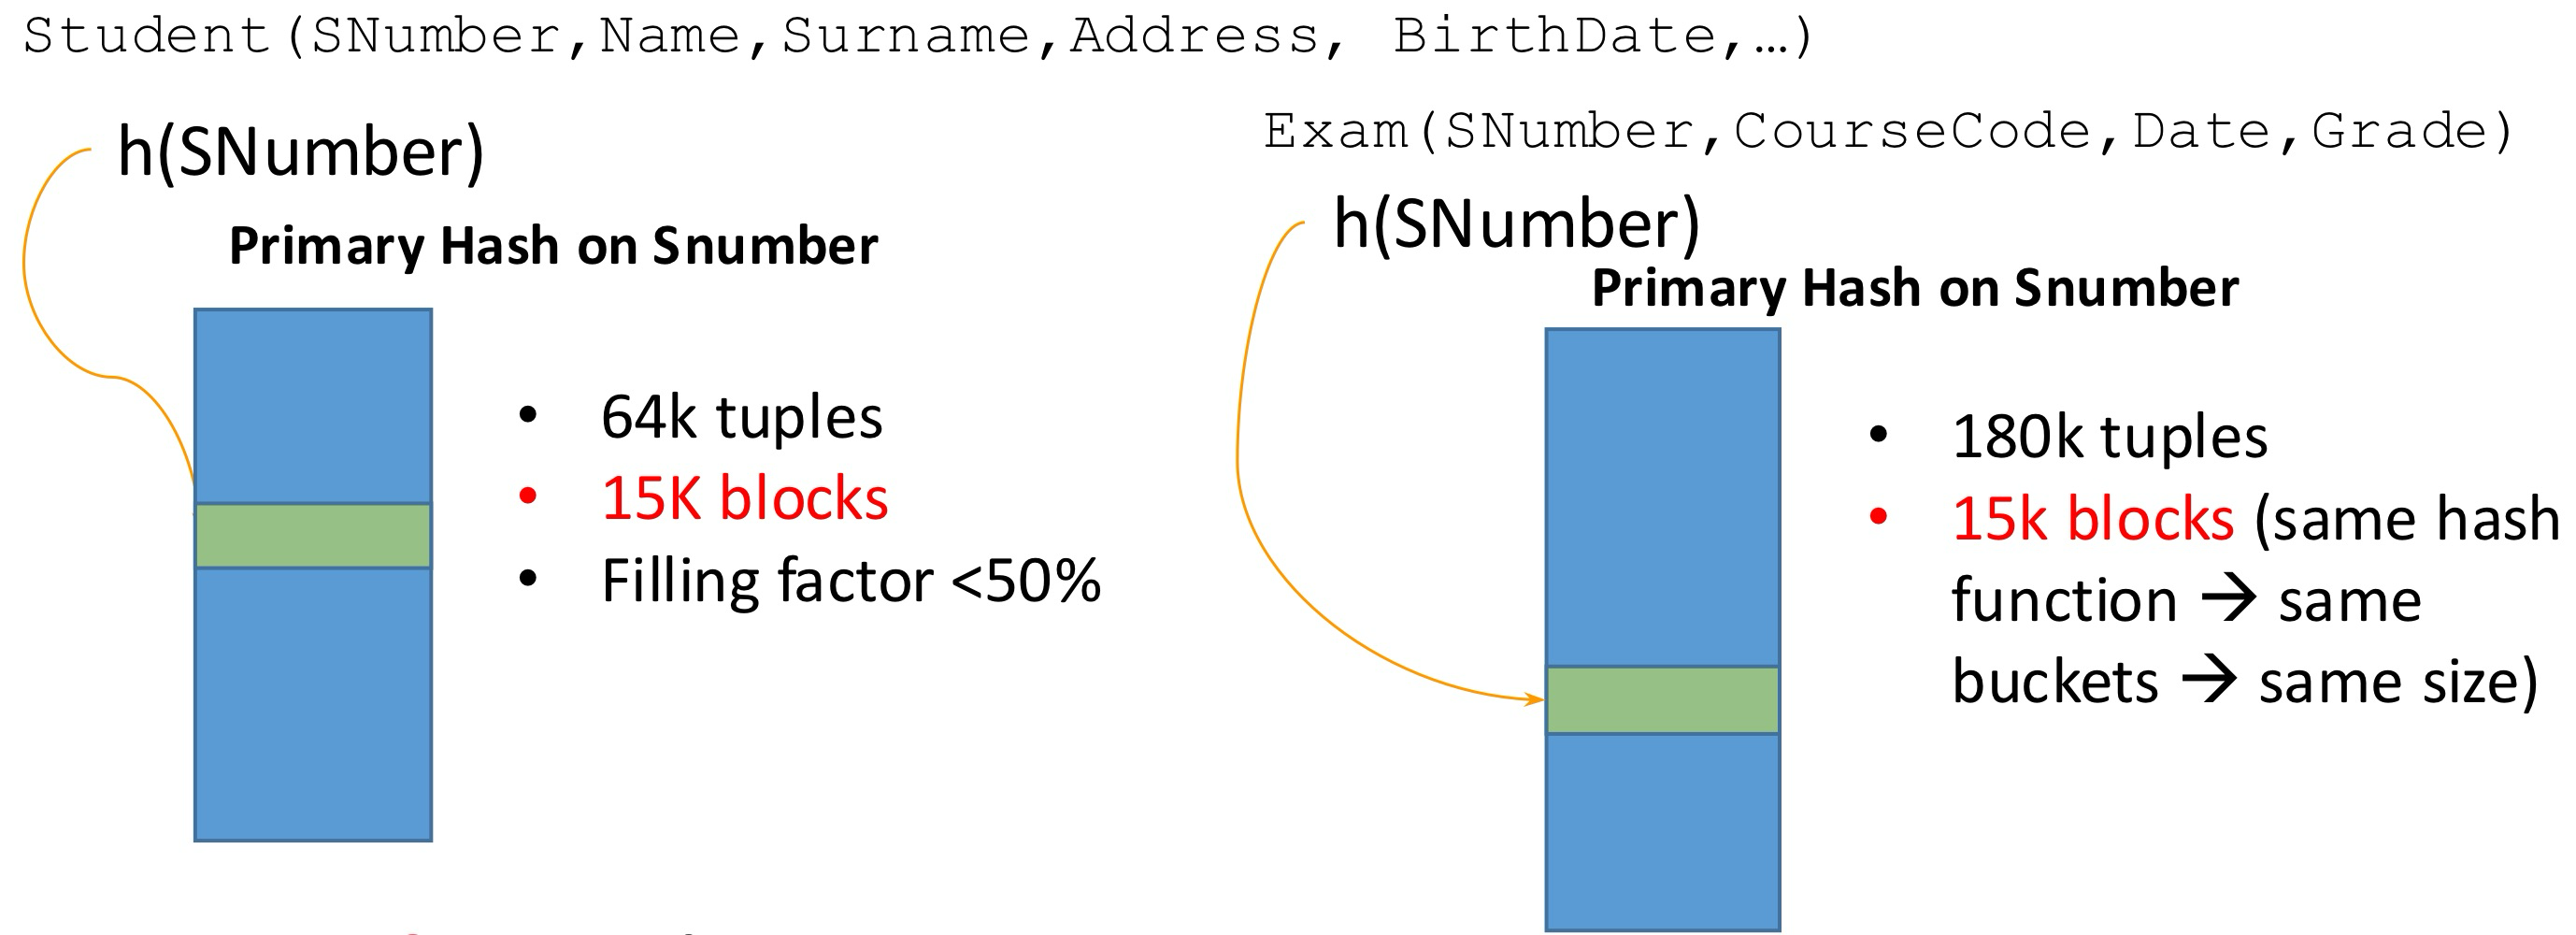 Student(SNumber,Name,Surname,Address, BirthDate,…)
h(SNumber)
Primary Hash on Snumber
• 64k tuples
• 15K blocks
• Filling factor <50%
Exam(SNumber,CourseCode,Date,Grade)
h(SNumber)
Primary Hash on Snumber
• 180k tuples
• 15k blocks (same hash
function → same
buckets → same size)